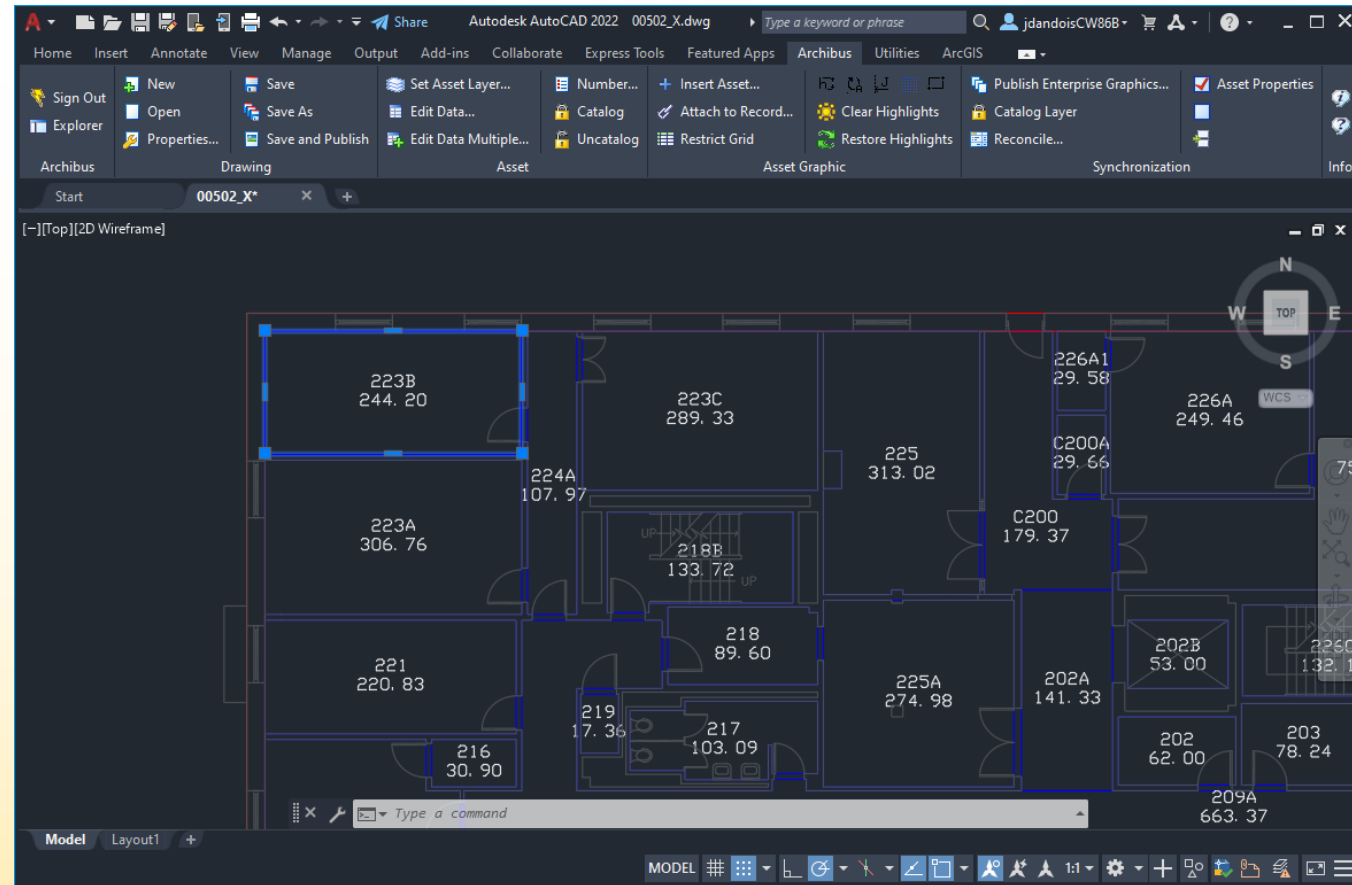 Share Autodesk AutoCAD 2022 00502_X.dwg Type a keyword or phrase jdandoisCW86B
Home Insert Annotate View Manage Output Add-ins Collaborate Express Tools Featured Apps Archibus Utilities ArcGIS
Sign Out
Explorer
Archibus
New
Open
Properties...
Save
Save As
Save and Publish
Drawing
Set Asset Layer...
Edit Data...
Edit Data Multiple...
Number...
Catalog
Uncatalog
Asset
Insert Asset...
Attach to Record...
Restrict Grid
Clear Highlights
Restore Highlights
Asset Graphic
Publish Enterprise Graphics...
Catalog Layer
Reconcile...
Asset Properties
Synchronization
Info
Start 00502_X*
[−][Top][2D Wireframe]
N
W TOP E
S
WCS
223B
244. 20
223C
289. 33
226A1
29. 58
226A
249. 46
225
313. 02
C200A
29. 66
75
224A
107. 97
223A
306. 76
C200
179. 37
UP
218B
133. 72
UP
218
89. 60
202B
53. 00
226C
132. 1
221
220. 83
225A
274. 98
202A
141. 33
219
17. 36
217
103. 09
216
30. 90
202
62. 00
203
78. 24
209A
663. 37
Type a command
Model Layout1 +
MODEL 1:1